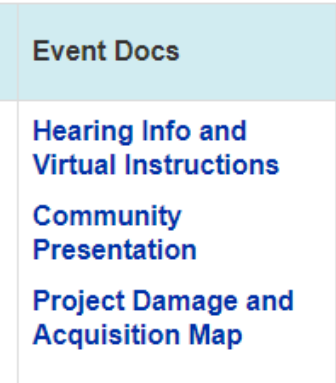 Event Docs
Hearing Info and
Virtual Instructions
Community
Presentation
Project Damage and
Acquisition Map